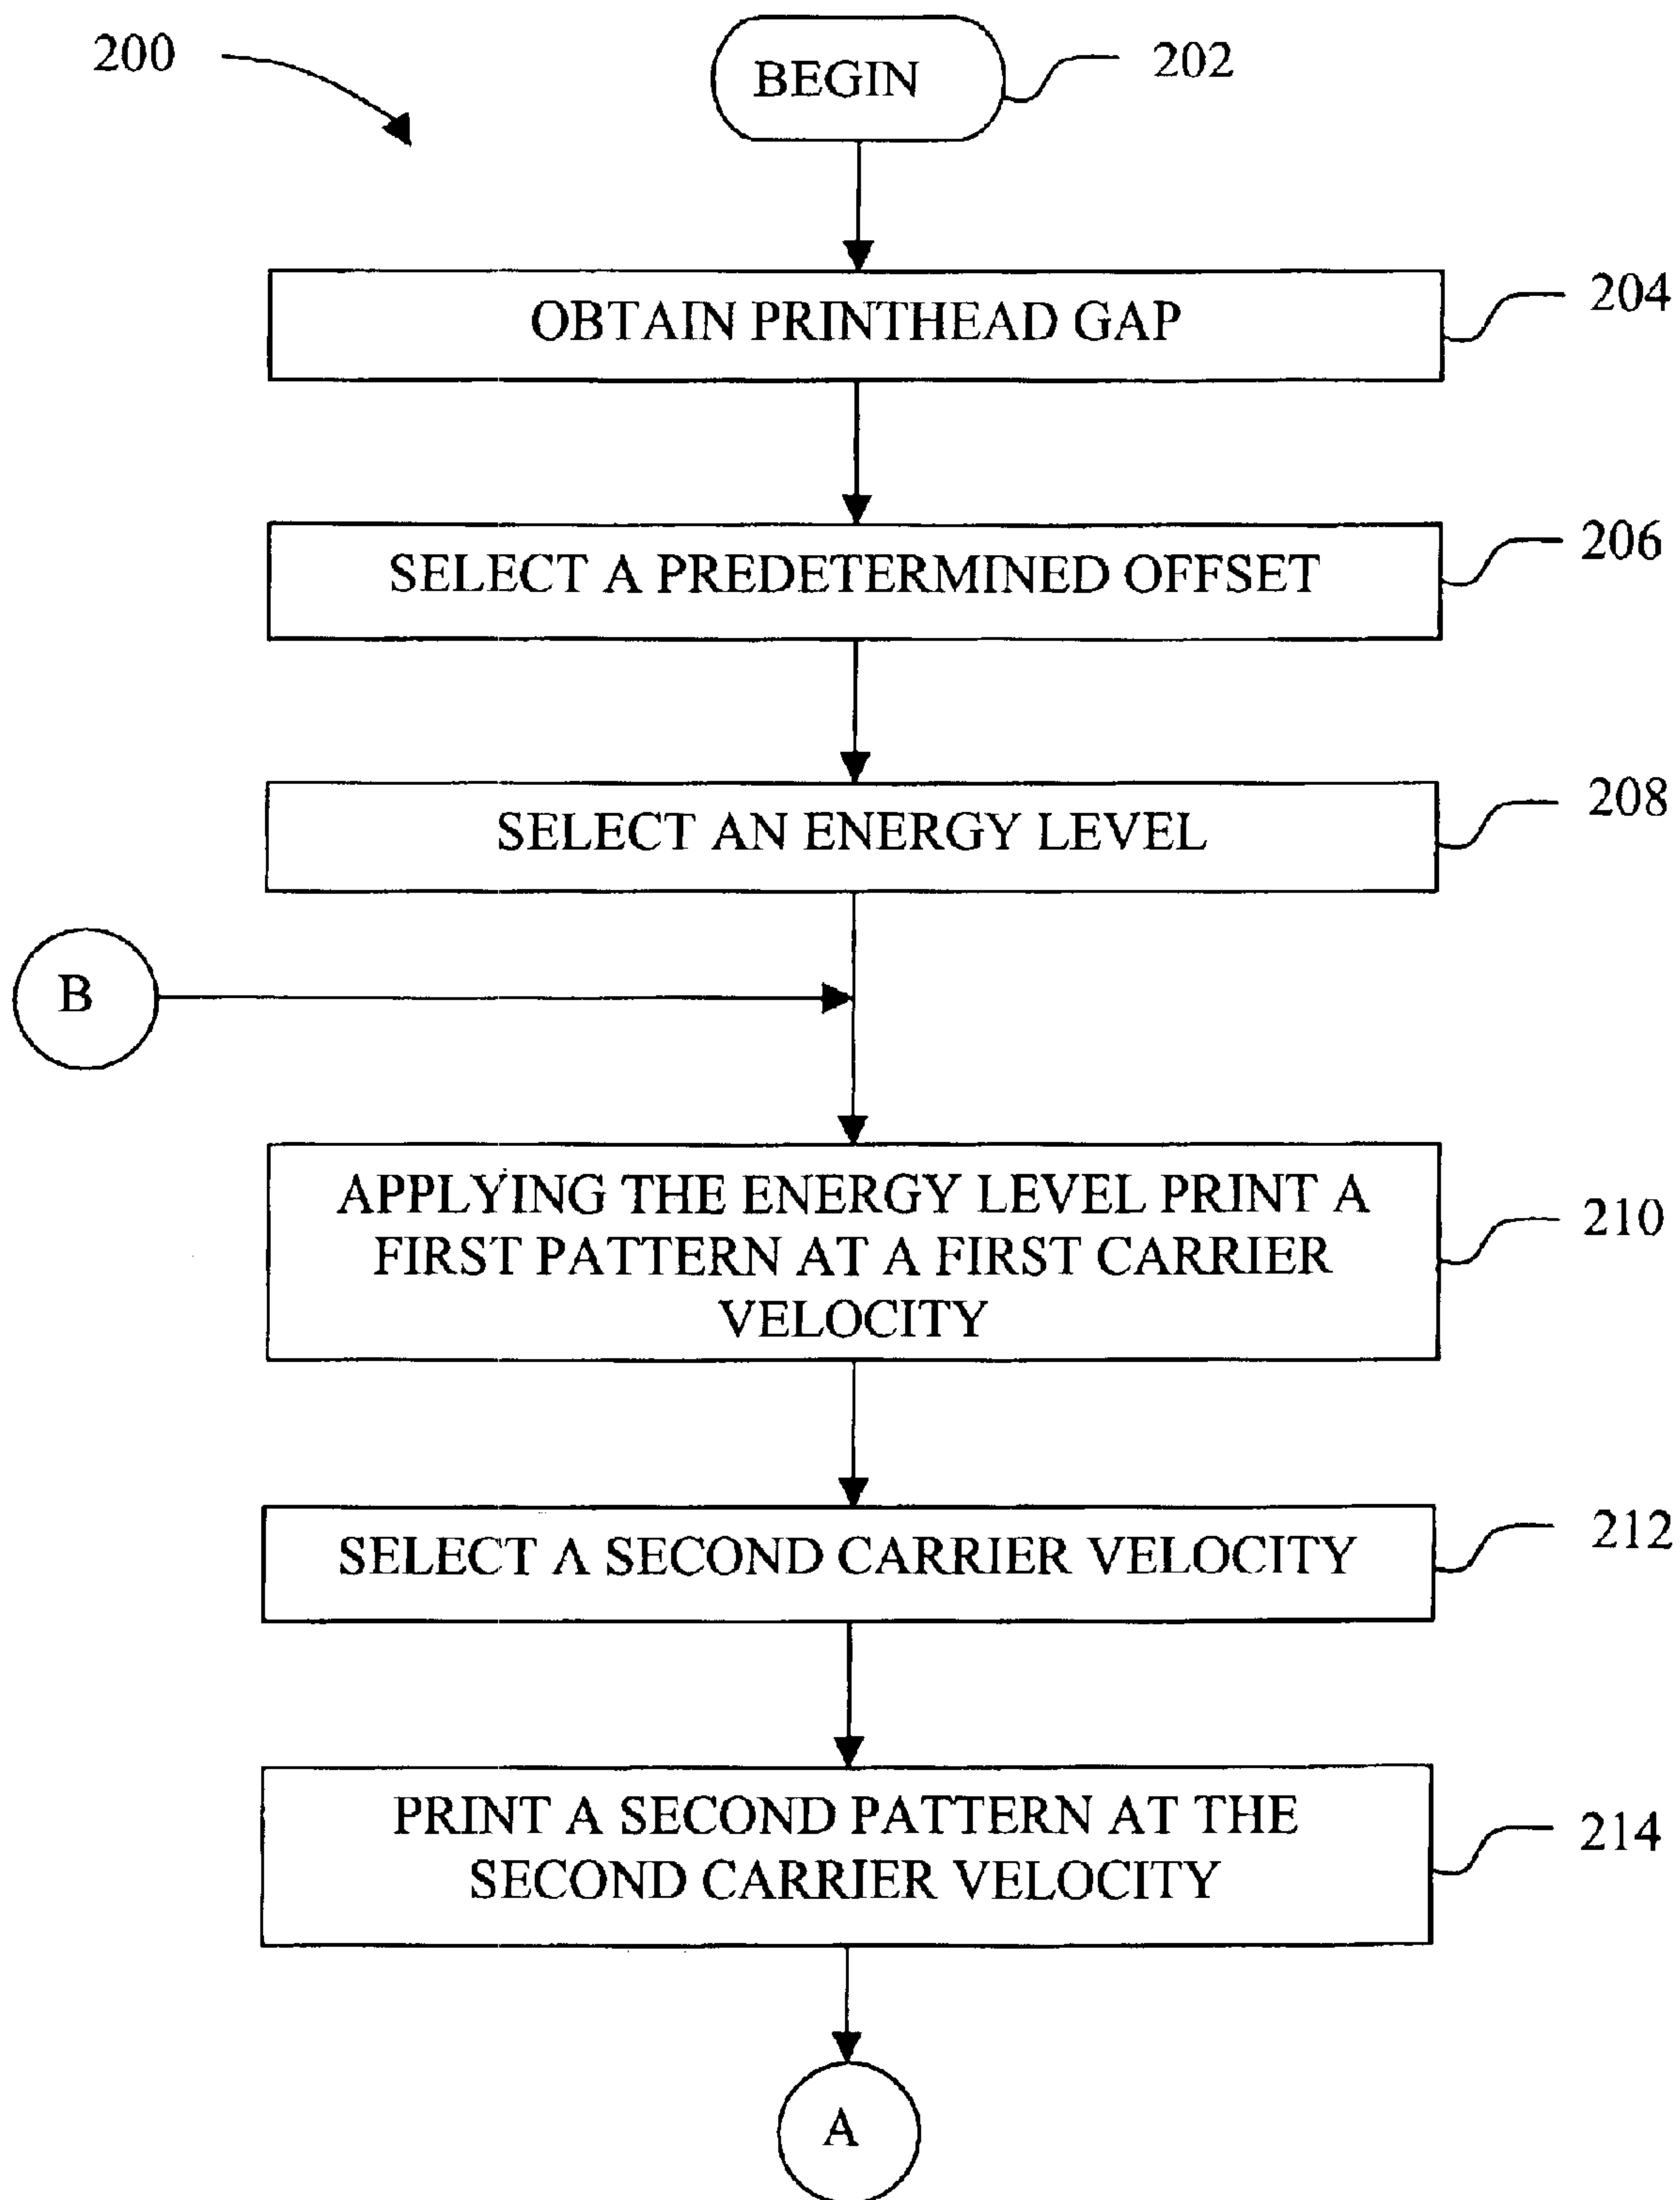 200
BEGIN
202
OBTAIN PRINTHEAD GAP
204
SELECT A PREDETERMINED OFFSET
206
SELECT AN ENERGY LEVEL
208
B
APPLYING THE ENERGY LEVEL PRINT A
FIRST PATTERN AT A FIRST CARRIER
VELOCITY
210
SELECT A SECOND CARRIER VELOCITY
212
PRINT A SECOND PATTERN AT THE
SECOND CARRIER VELOCITY
214
A